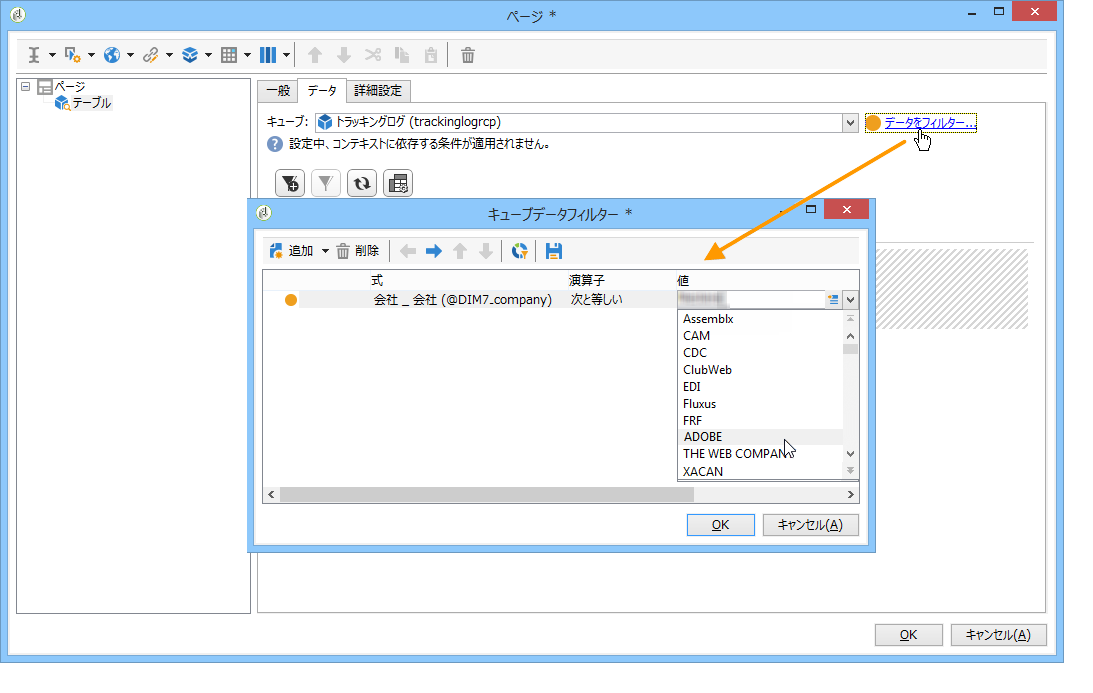 ページ *
ページ
テーブル
一般 データ 詳細設定
キューブ: トラッキングログ (trackinglogrcp) データをフィルター...
設定中、コンテキストに依存する条件が適用されません。
キューブデータフィルター *
追加 削除
式 演算子 値
会社 _ 会社 (@DIM7_company) 次と等しい
Assemblx
CAM
CDC
ClubWeb
EDI
Fluxus
FRF
ADOBE
THE WEB COMPANY
XACAN
OK キャンセル(A)
OK キャンセル(A)